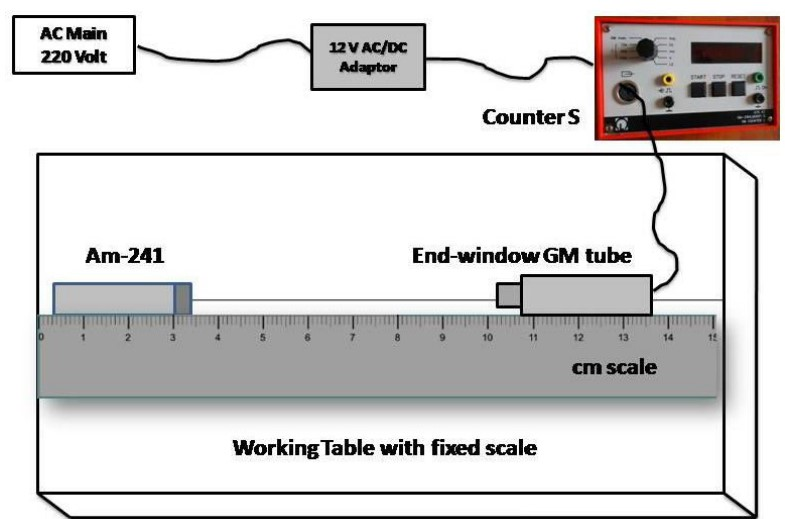 AC Main
220 Volt
12 V AC/DC
Adaptor
START STOP RESET
Counter S
Am-241
End-window GM tube
0 1 2 3 4 5 6 7 8 9 10 11 12 13 14 15
cm scale
Working Table with fixed scale